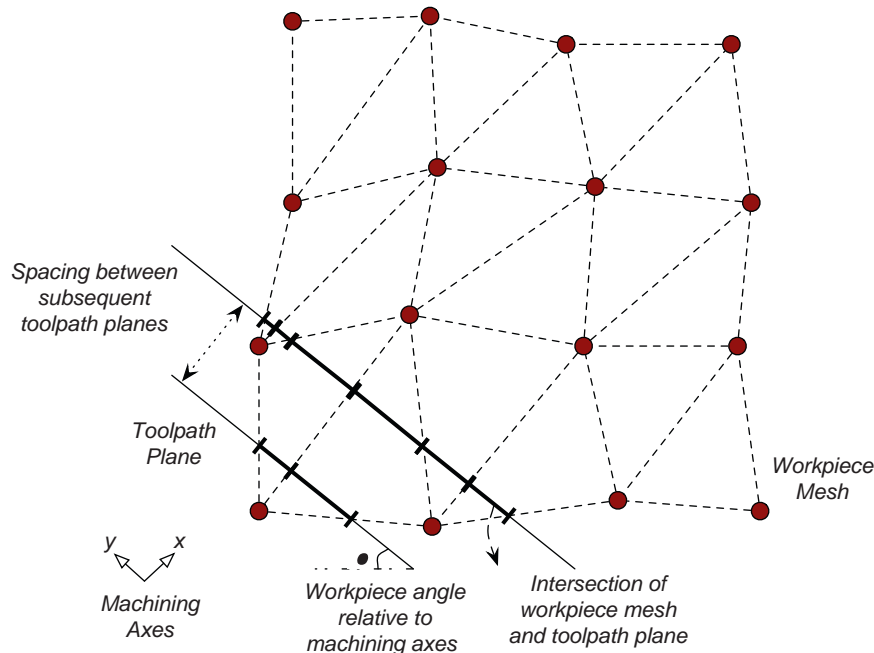 Spacing between
subsequent
toolpath planes
Toolpath
Plane
Workpiece
Mesh
y
x
Machining
Axes
Workpiece angle
relative to
machining axes
Intersection of
workpiece mesh
and toolpath plane